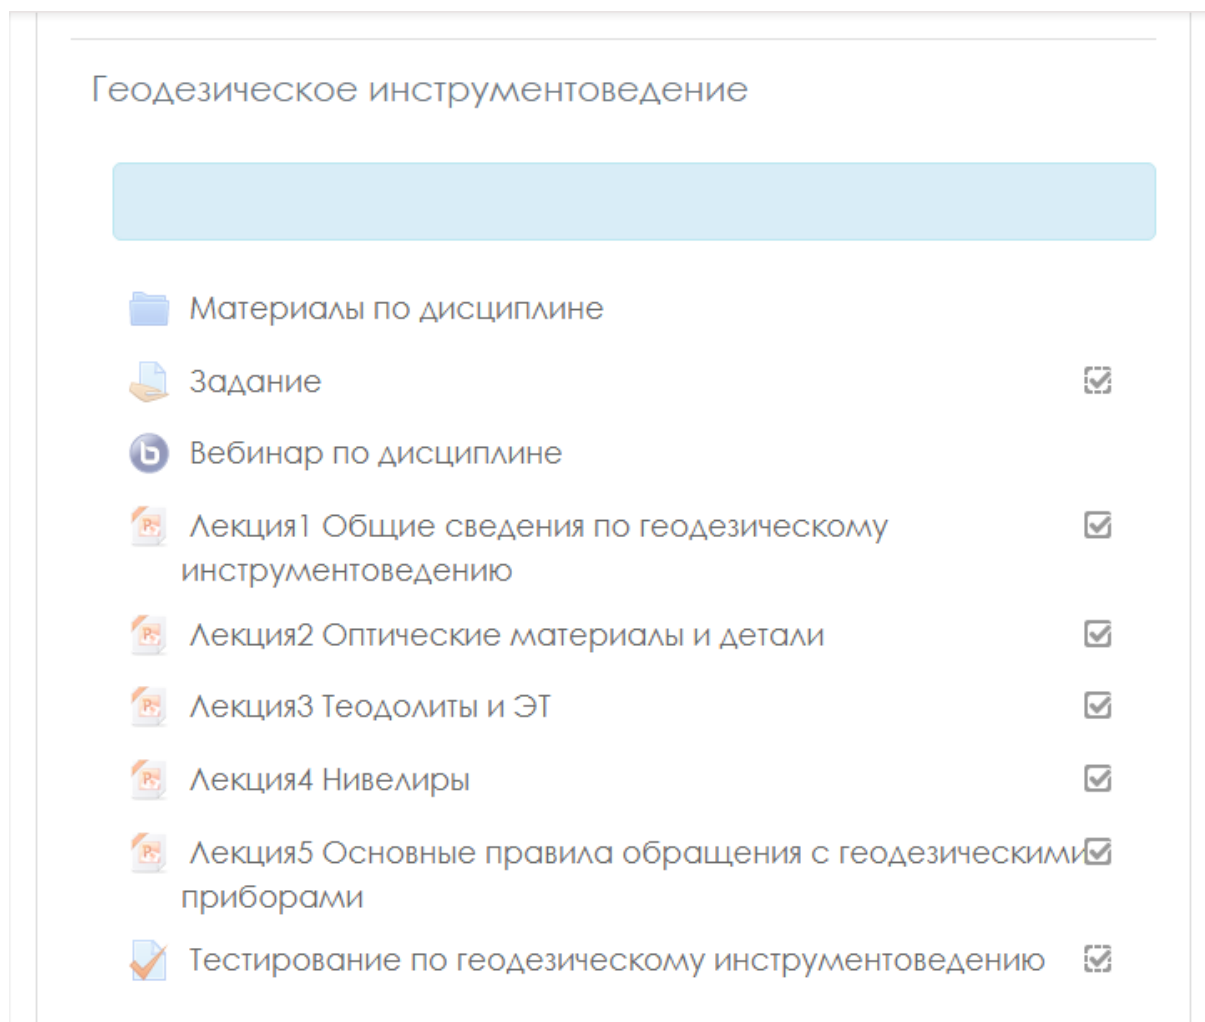 Геодезическое инструментоведение
Материалы по дисциплине
Задание
Вебинар по дисциплине
Лекция1 Общие сведения по геодезическому
инструментоведению
Лекция2 Оптические материалы и детали
Лекция3 Теодолиты и ЭТ
Лекция4 Нивелиры
Лекция5 Основные правила обращения с геодезическими
приборами
Тестирование по геодезическому инструментоведению